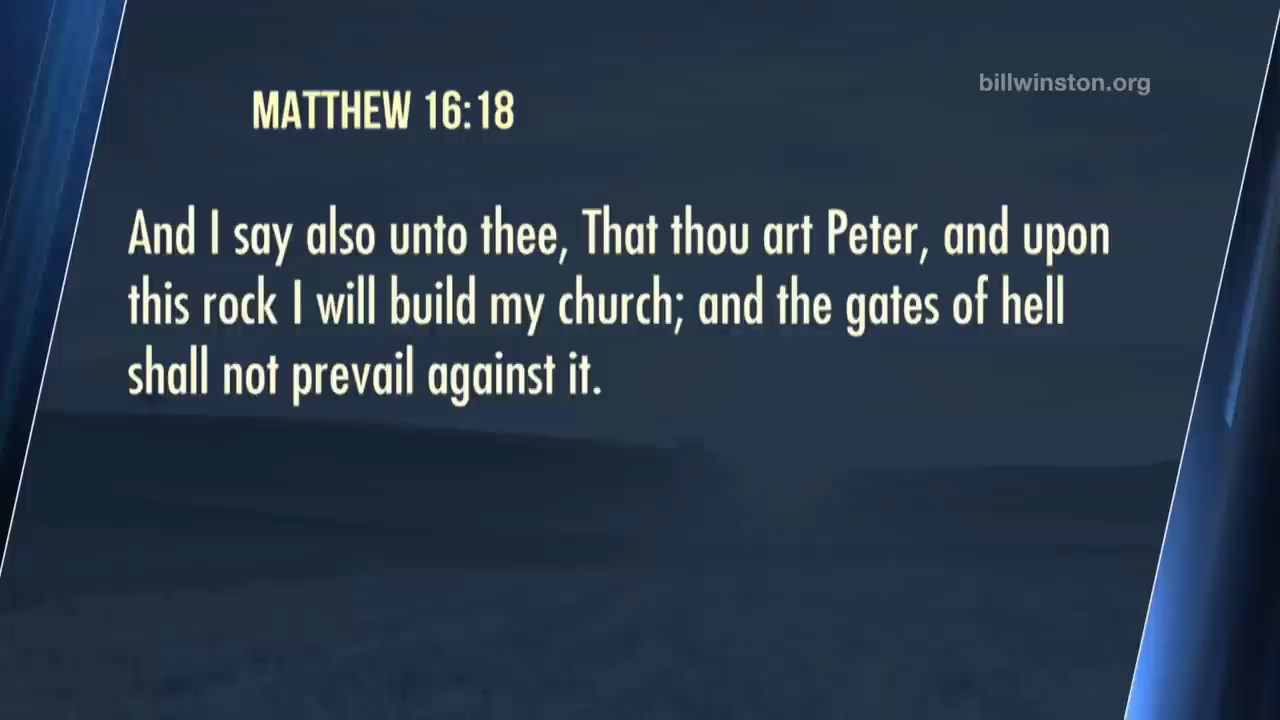 billwinston.org
MATTHEW 16:18
And I say also unto thee, That thou art Peter, and upon
this rock I will build my church; and the gates of hell
shall not prevail against it.